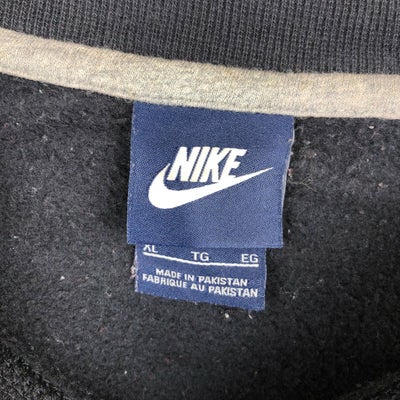 NIKE
XL TG EG
MADE IN PAKISTAN
FABRIQUE AU PAKISTAN